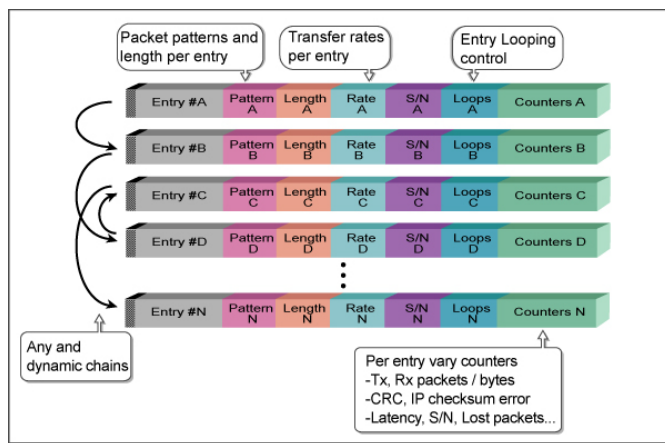 Packet patterns and
length per entry
Transfer rates
per entry
Entry Looping
control
Entry #A Pattern A Length A Rate A S/N A Loops A Counters A
Entry #B Pattern B Length B Rate B S/N B Loops B Counters B
Entry #C Pattern C Length C Rate C S/N C Loops C Counters C
Entry #D Pattern D Length D Rate D S/N D Loops D Counters D
Entry #N Pattern N Length N Rate N S/N N Loops N Counters N
Any and
dynamic chains
Per entry vary counters
-Tx, Rx packets / bytes
-CRC, IP checksum error
-Latency, S/N, Lost packets...